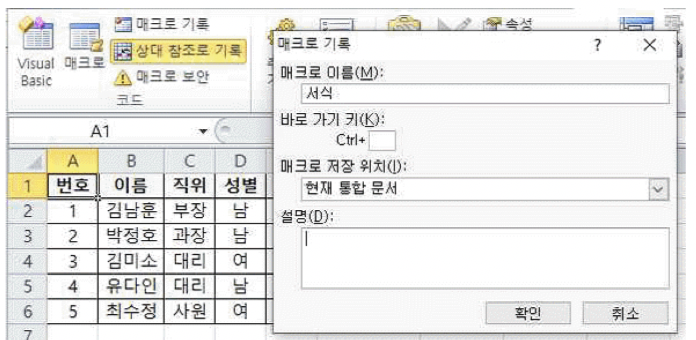 매크로 기록
상대 참조로 기록
매크로 보안
Visual Basic
매크로
코드
속성
A1
A B C D
1 번호 이름 직위 성별
2 1 김남훈 부장 남
3 2 박정호 과장 남
4 3 김미소 대리 여
5 4 유다인 대리 남
6 5 최수정 사원 여
7
매크로 기록 ? ×
매크로 이름(M):
서식
바로 가기 키(K):
Ctrl+
매크로 저장 위치(I):
현재 통합 문서
설명(D):
확인 취소